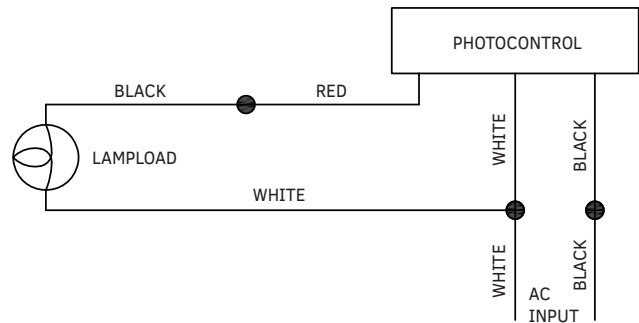 PHOTOCONTROL
BLACK
RED
WHITE
BLACK
LAMPLOAD
WHITE
WHITE
BLACK
AC
INPUT